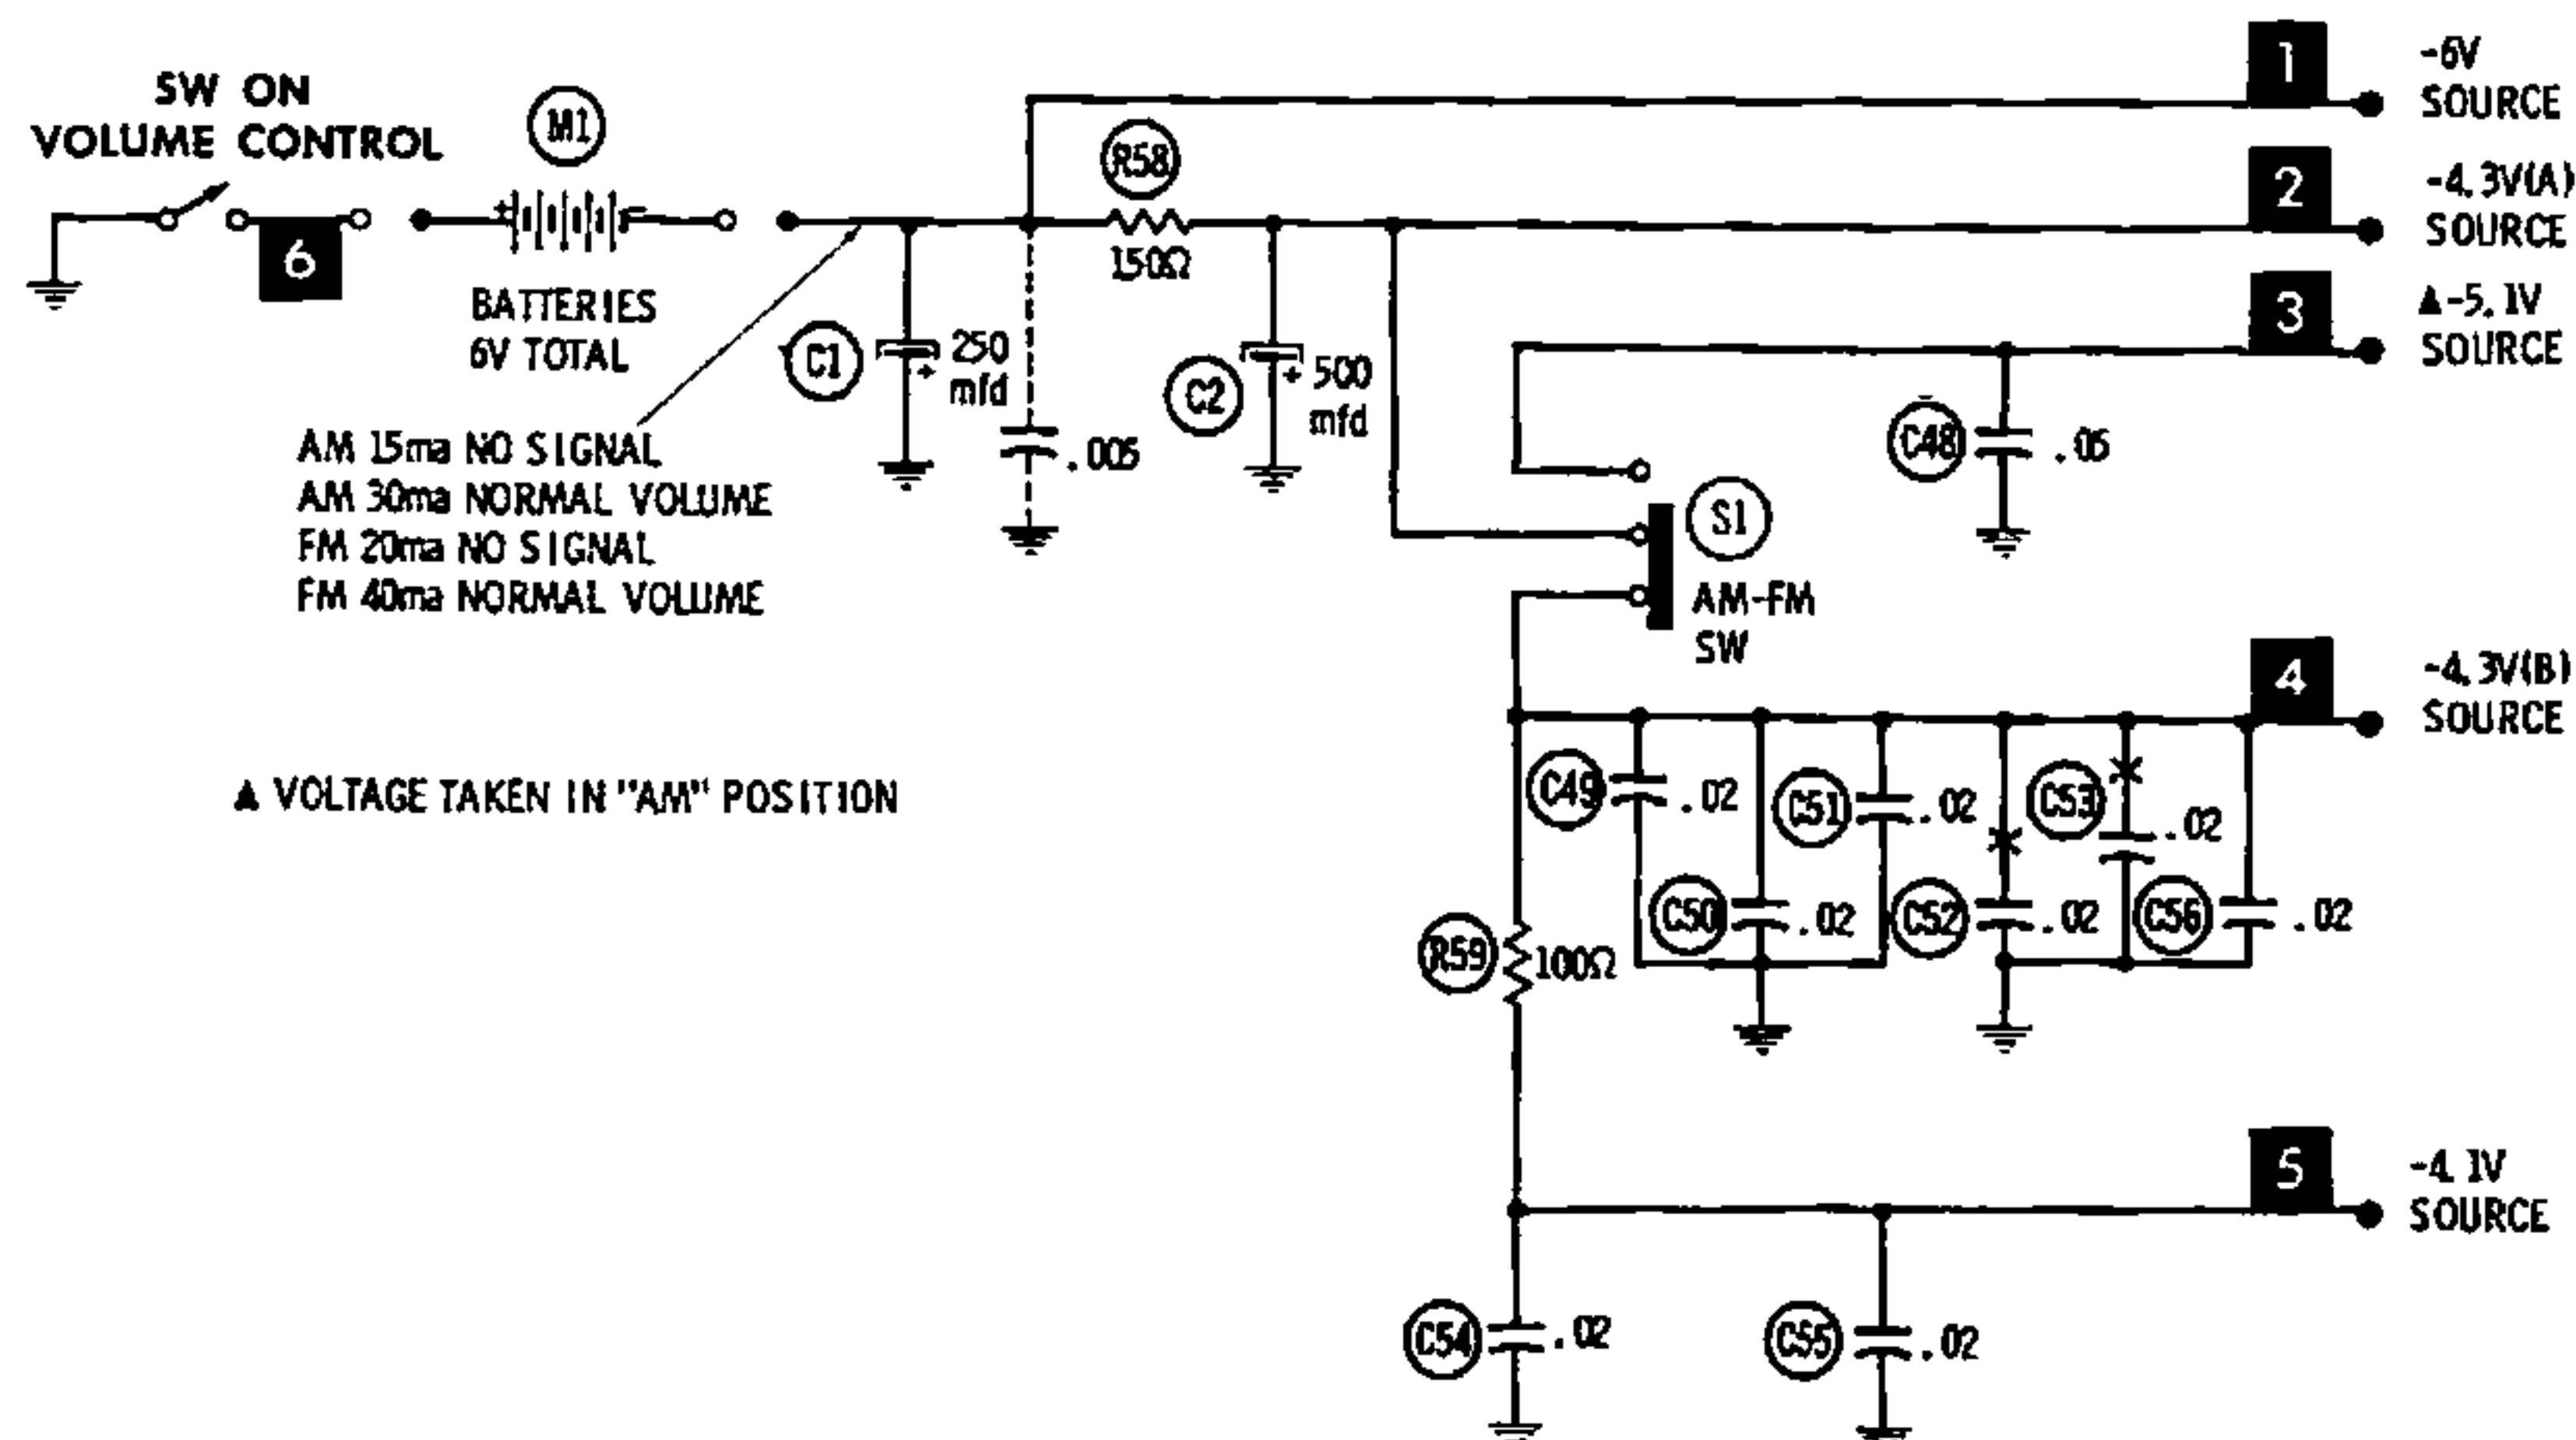 SW ON
VOLUME CONTROL
M1
6
BATTERIES
6V TOTAL
AM 15ma NO SIGNAL
AM 30ma NORMAL VOLUME
FM 20ma NO SIGNAL
FM 40ma NORMAL VOLUME
▲ VOLTAGE TAKEN IN "AM" POSITION
C1
250
mfd
.005
R58
150Ω
C2
500
mfd
1
-6V
SOURCE
2
-4.3V(A)
SOURCE
3
▲-5.1V
SOURCE
C48
.05
S1
AM-FM
SW
4
-4.3V(B)
SOURCE
C49
.02
C51
.02
C53
.02
C50
.02
C52
.02
C56
.02
R59
100Ω
5
-4.1V
SOURCE
C54
.02
C55
.02